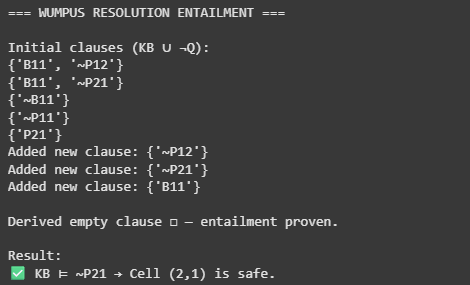 === WUMPUS RESOLUTION ENTAILMENT ===
Initial clauses (KB ∪ ¬Q):
{'B11', '~P12'}
{'B11', '~P21'}
{'~B11'}
{'~P11'}
{'P21'}
Added new clause: {'~P12'}
Added new clause: {'~P21'}
Added new clause: {'B11'}
Derived empty clause □ — entailment proven.
Result:
✅ KB ⊨ ~P21 → Cell (2,1) is safe.